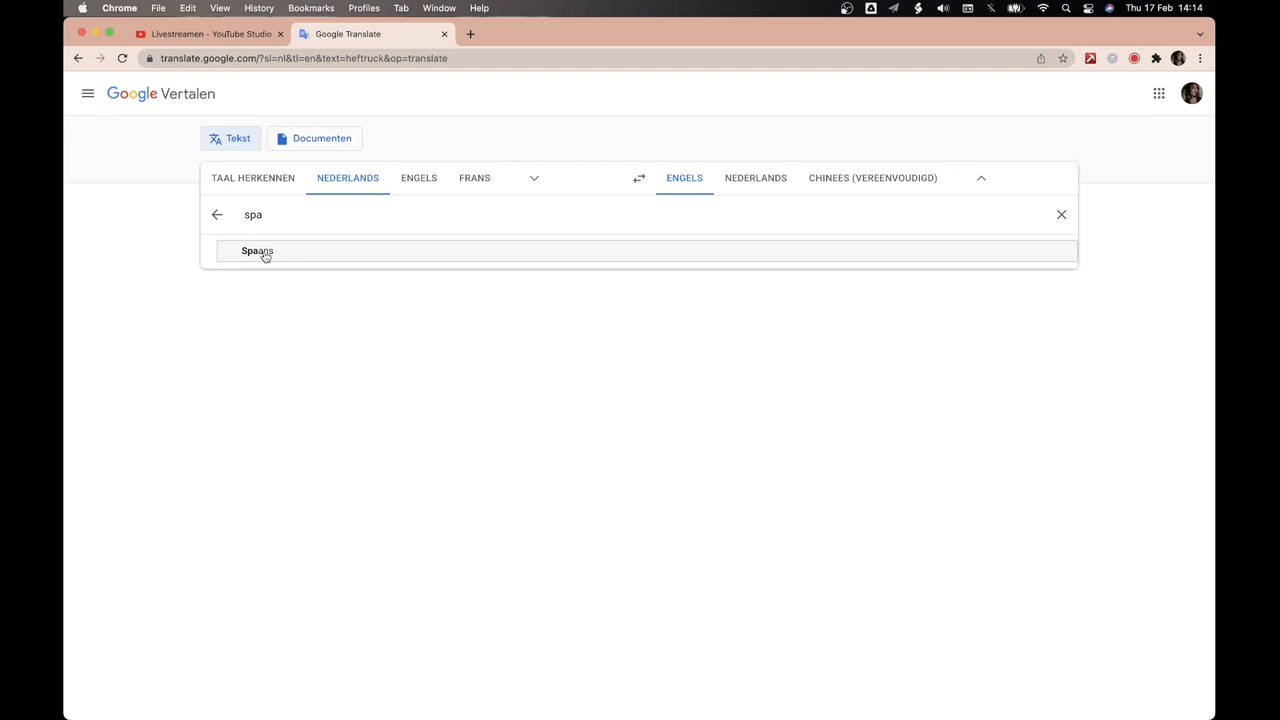 Chrome File Edit View History Bookmarks Profiles Tab Window Help Thu 17 Feb 14:14
Livestreamen - YouTube Studio Google Translate
translate.google.com/?sl=nl&tl=en&text=heftruck&op=translate
Google Vertalen
Tekst Documenten
TAAL HERKENNEN NEDERLANDS ENGELS FRANS ENGELS NEDERLANDS CHINEES (VEREENVOUDIGD)
spa
Spaans